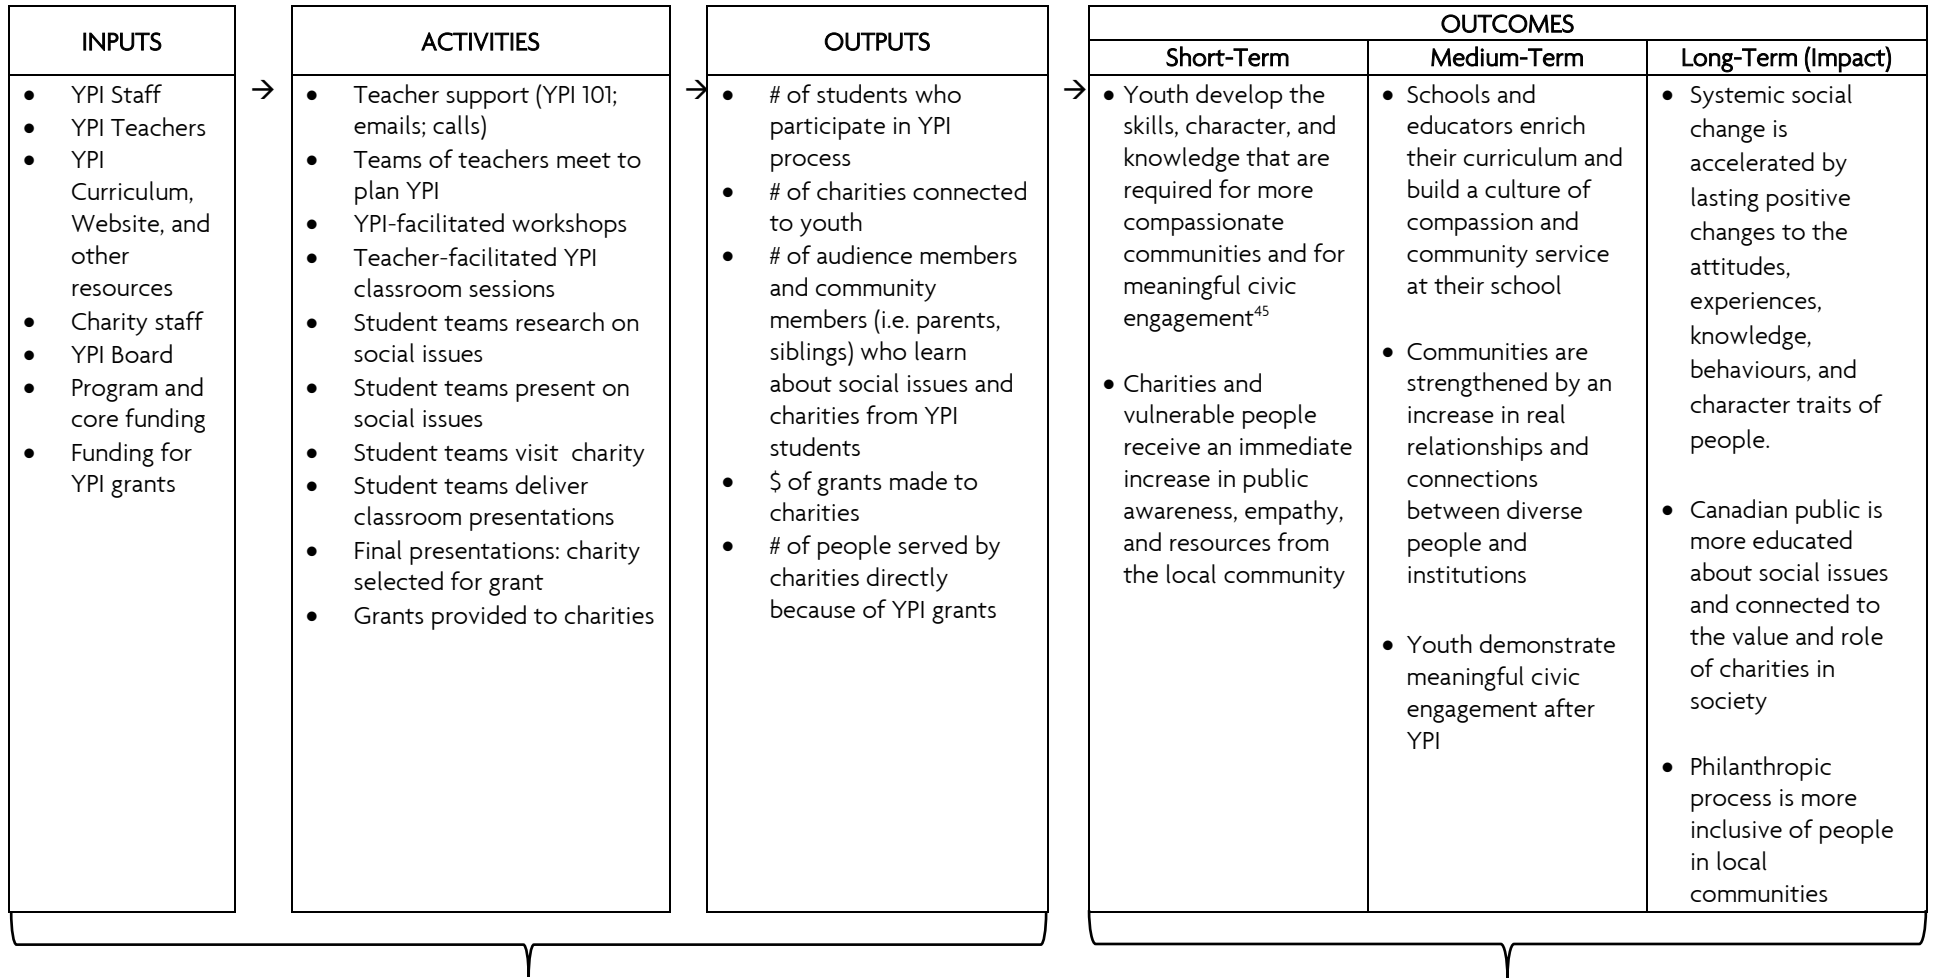 INPUTS
• YPI Staff
• YPI Teachers
• YPI
Curriculum,
Website, and
other
resources
• Charity staff
• YPI Board
• Program and
core funding
• Funding for
YPI grants
→
ACTIVITIES
• Teacher support (YPI 101;
emails; calls)
• Teams of teachers meet to
plan YPI
• YPI-facilitated workshops
• Teacher-facilitated YPI
classroom sessions
• Student teams research on
social issues
• Student teams present on
social issues
• Student teams visit charity
• Student teams deliver
classroom presentations
• Final presentations: charity
selected for grant
• Grants provided to charities
→
OUTPUTS
• # of students who
participate in YPI
process
• # of charities connected
to youth
• # of audience members
and community
members (i.e. parents,
siblings) who learn
about social issues and
charities from YPI
students
• $ of grants made to
charities
• # of people served by
charities directly
because of YPI grants
→
OUTCOMES
Short-Term
• Youth develop the
skills, character, and
knowledge that are
required for more
compassionate
communities and for
meaningful civic
engagement⁴⁵
• Charities and
vulnerable people
receive an immediate
increase in public
awareness, empathy,
and resources from
the local community
Medium-Term
• Schools and
educators enrich
their curriculum and
build a culture of
compassion and
community service
at their school
• Communities are
strengthened by an
increase in real
relationships and
connections
between diverse
people and
institutions
• Youth demonstrate
meaningful civic
engagement after
YPI
Long-Term (Impact)
• Systemic social
change is
accelerated by
lasting positive
changes to the
attitudes,
experiences,
knowledge,
behaviours, and
character traits of
people.
• Canadian public is
more educated
about social issues
and connected to
the value and role
of charities in
society
• Philanthropic
process is more
inclusive of people
in local
communities